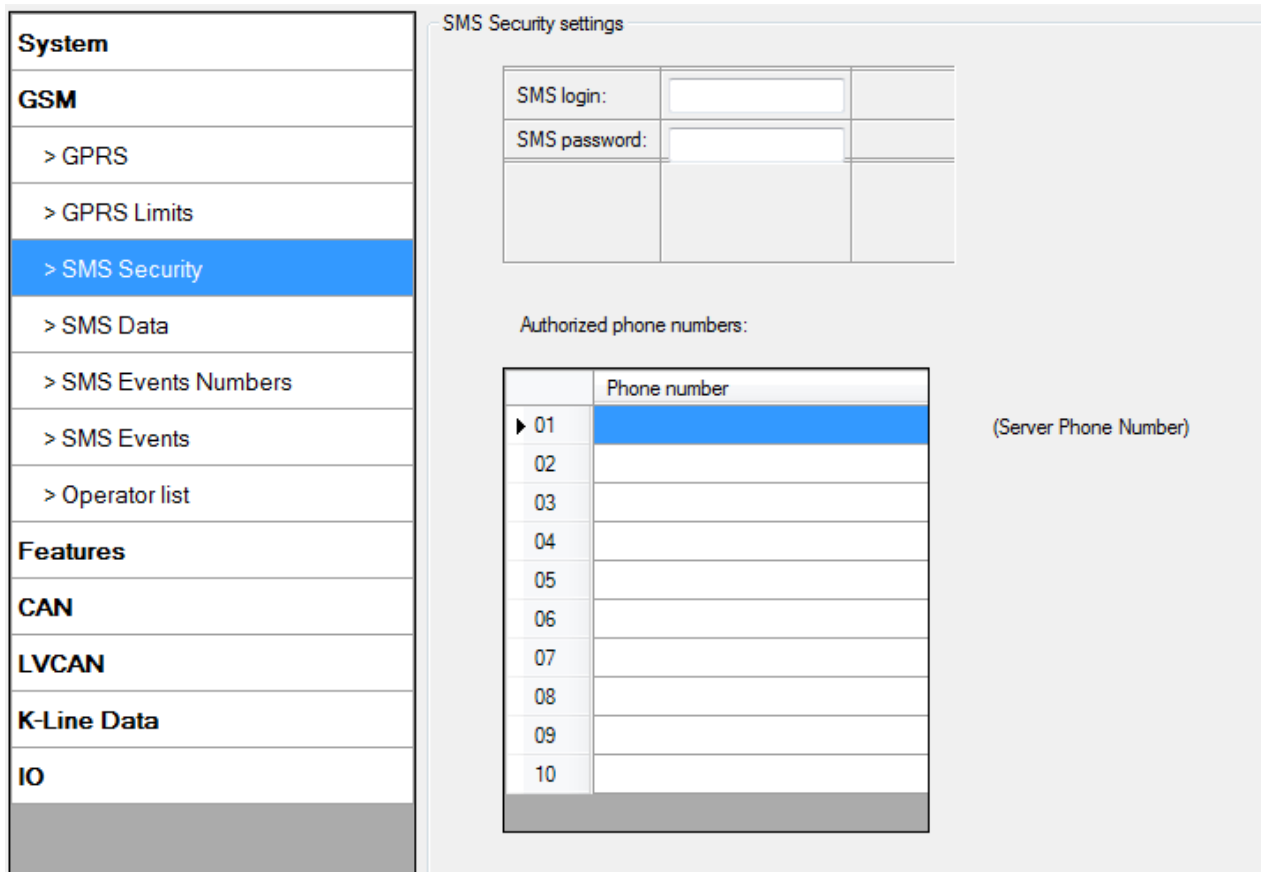 System
GSM
> GPRS
> GPRS Limits
> SMS Security
> SMS Data
> SMS Events Numbers
> SMS Events
> Operator list
Features
CAN
LVCAN
K-Line Data
IO
SMS Security settings
SMS login:
SMS password:
Authorized phone numbers:
Phone number
01 (Server Phone Number)
02
03
04
05
06
07
08
09
10